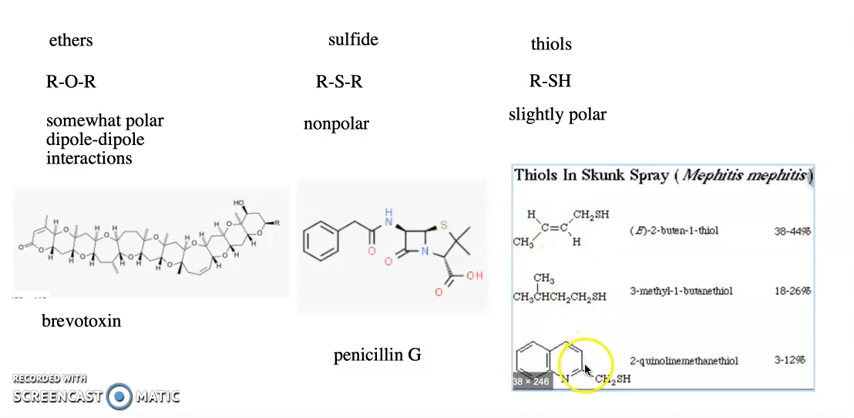 ethers
R-O-R
somewhat polar
dipole-dipole
interactions
O
O
O
O
O
O
O
O
O
O
O
H
H
H
H
H
H
H
H
H
HO
R
brevotoxin
sulfide
R-S-R
nonpolar
H
N
S
O
O
N
OH
O
penicillin G
thiols
R-SH
slightly polar
Thiols In Skunk Spray ( Mephitis mephitis)
H CH2SH
C=C
CH3 H
(E)-2-buten-1-thiol 38-44%
CH3
CH3CHCH2CH2SH 3-methyl-1-butanethiol 18-26%
2-quinolinemethanethiol 3-12%
N CH2SH
38 × 246
RECORDED WITH
SCREENCAST MATIC